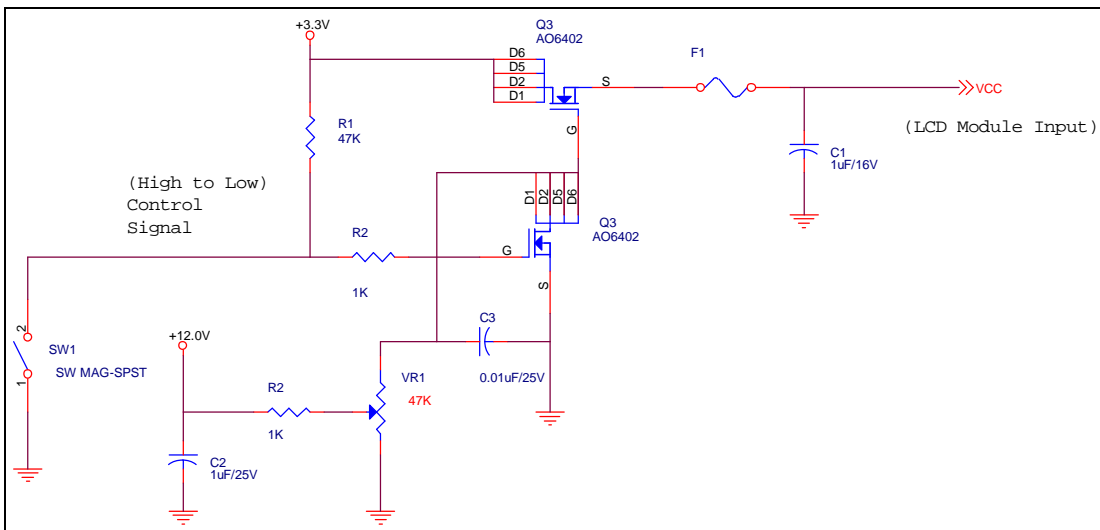 +3.3V
Q3
AO6402
D6
D5
D2
D1
S
G
F1
VCC
(LCD Module Input)
C1
1uF/16V
R1
47K
(High to Low)
Control
Signal
D1
D2
D5
D6
Q3
AO6402
R2
1K
G
S
2
1
SW1
SW MAG-SPST
+12.0V
C3
0.01uF/25V
R2
1K
VR1
47K
C2
1uF/25V